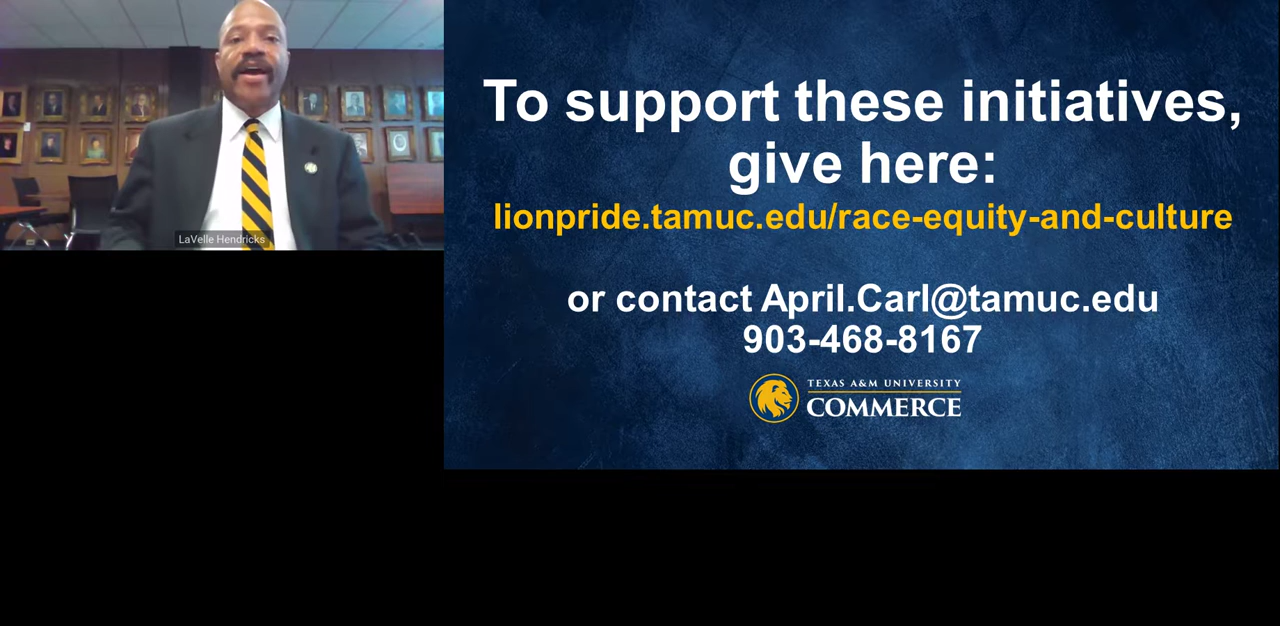 LaVelle Hendricks
To support these initiatives,
give here:
lionpride.tamuc.edu/race-equity-and-culture
or contact April.Carl@tamuc.edu
903-468-8167
TEXAS A&M UNIVERSITY
COMMERCE